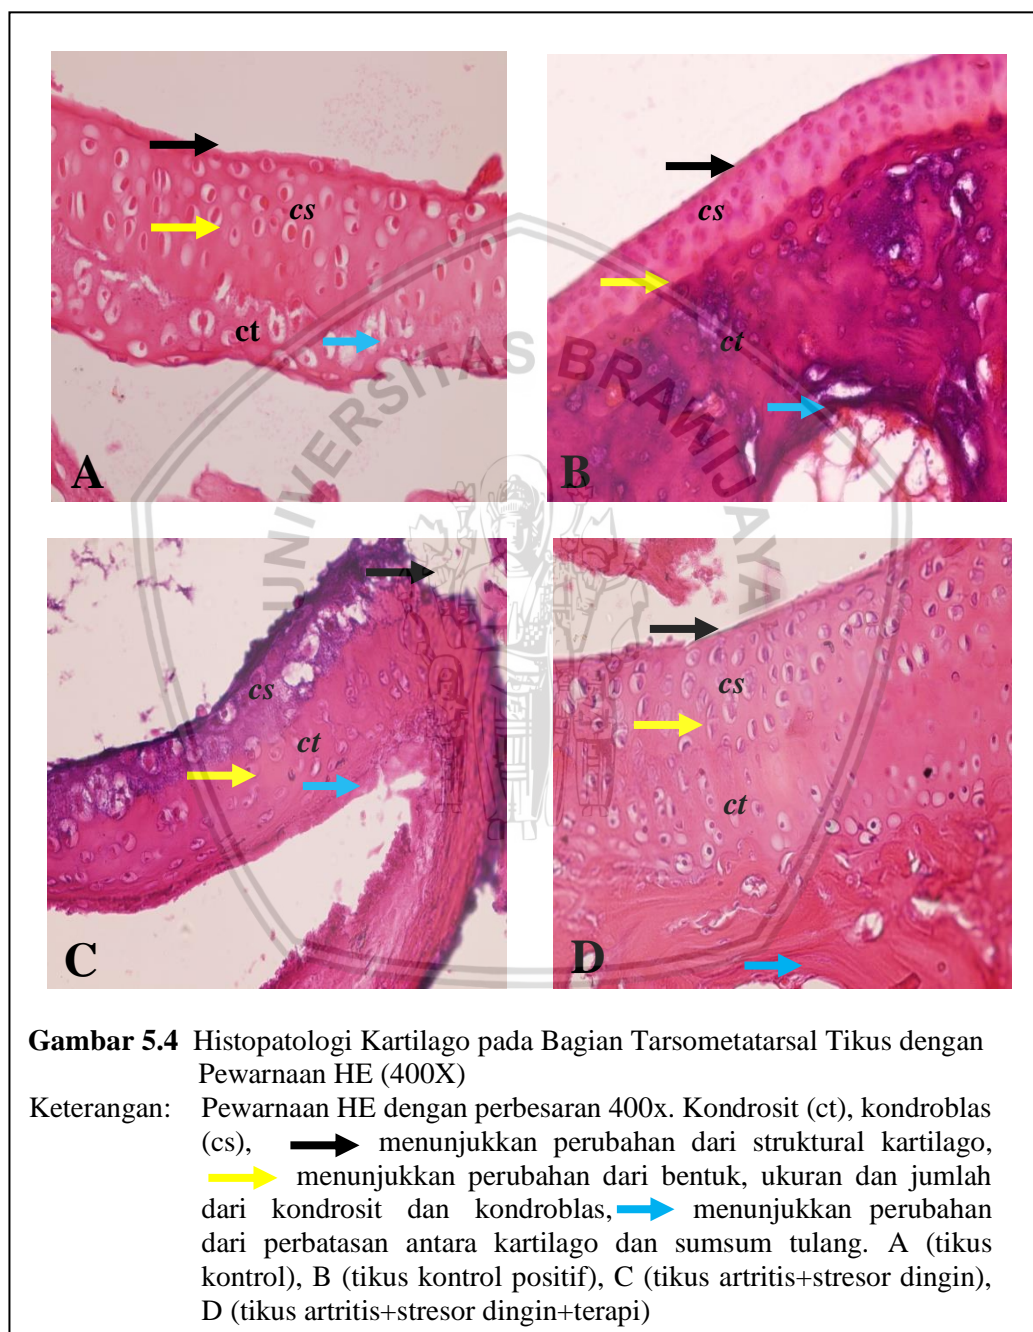 cs
ct
A
cs
ct
B
cs
ct
C
cs
ct
D
UNIVERSITAS BRAWIJAYA
Gambar 5.4 Histopatologi Kartilago pada Bagian Tarsometatarsal Tikus dengan
Pewarnaan HE (400X)
Keterangan: Pewarnaan HE dengan perbesaran 400x. Kondrosit (ct), kondroblas
(cs), menunjukkan perubahan dari struktural kartilago,
menunjukkan perubahan dari bentuk, ukuran dan jumlah
dari kondrosit dan kondroblas, menunjukkan perubahan
dari perbatasan antara kartilago dan sumsum tulang. A (tikus
kontrol), B (tikus kontrol positif), C (tikus artritis+stresor dingin),
D (tikus artritis+stresor dingin+terapi)